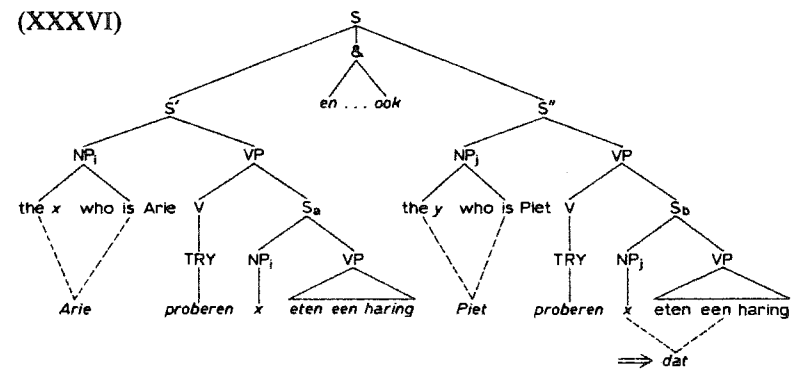 (XXXVI)
S
&
en ... ook
S′ S″
NPi VP NPj VP
the x who is Arie V Sa the y who is Piet V Sb
TRY NPi VP TRY NPj VP
Arie proberen x eten een haring Piet proberen x eten een haring
⟹ dat